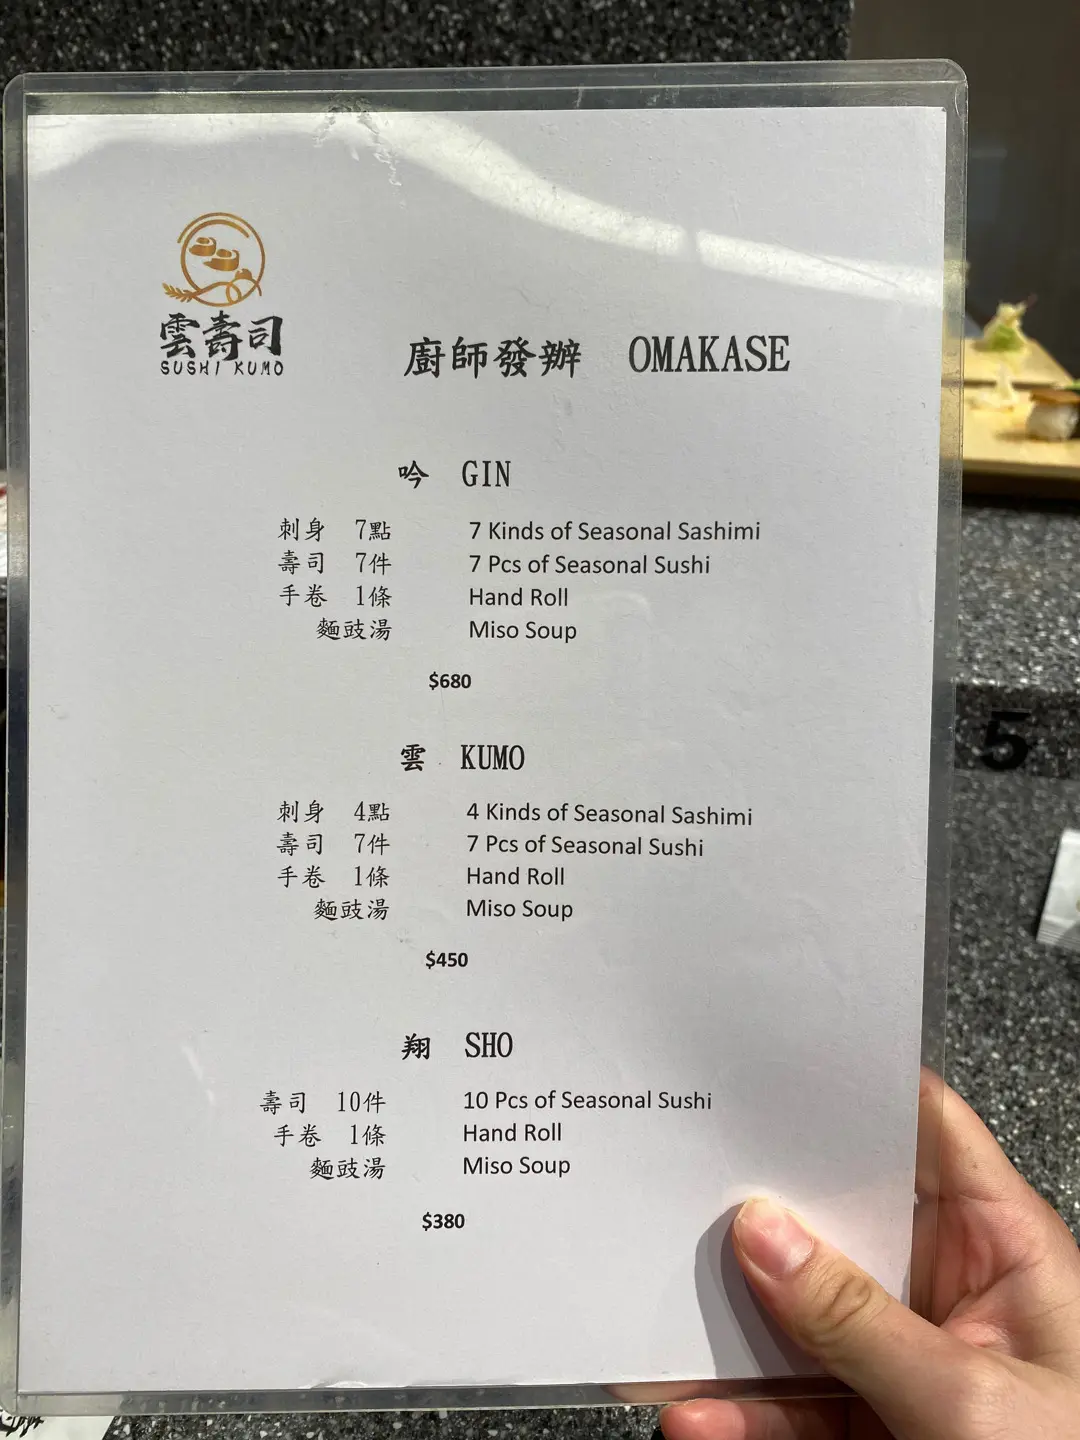 雲壽司
SUSHI KUMO
廚師發辦 OMAKASE
吟 GIN
刺身 7點 7 Kinds of Seasonal Sashimi
壽司 7件 7 Pcs of Seasonal Sushi
手卷 1條 Hand Roll
麵豉湯 Miso Soup
$680
雲 KUMO
刺身 4點 4 Kinds of Seasonal Sashimi
壽司 7件 7 Pcs of Seasonal Sushi
手卷 1條 Hand Roll
麵豉湯 Miso Soup
$450
翔 SHO
壽司 10件 10 Pcs of Seasonal Sushi
手卷 1條 Hand Roll
麵豉湯 Miso Soup
$380
5